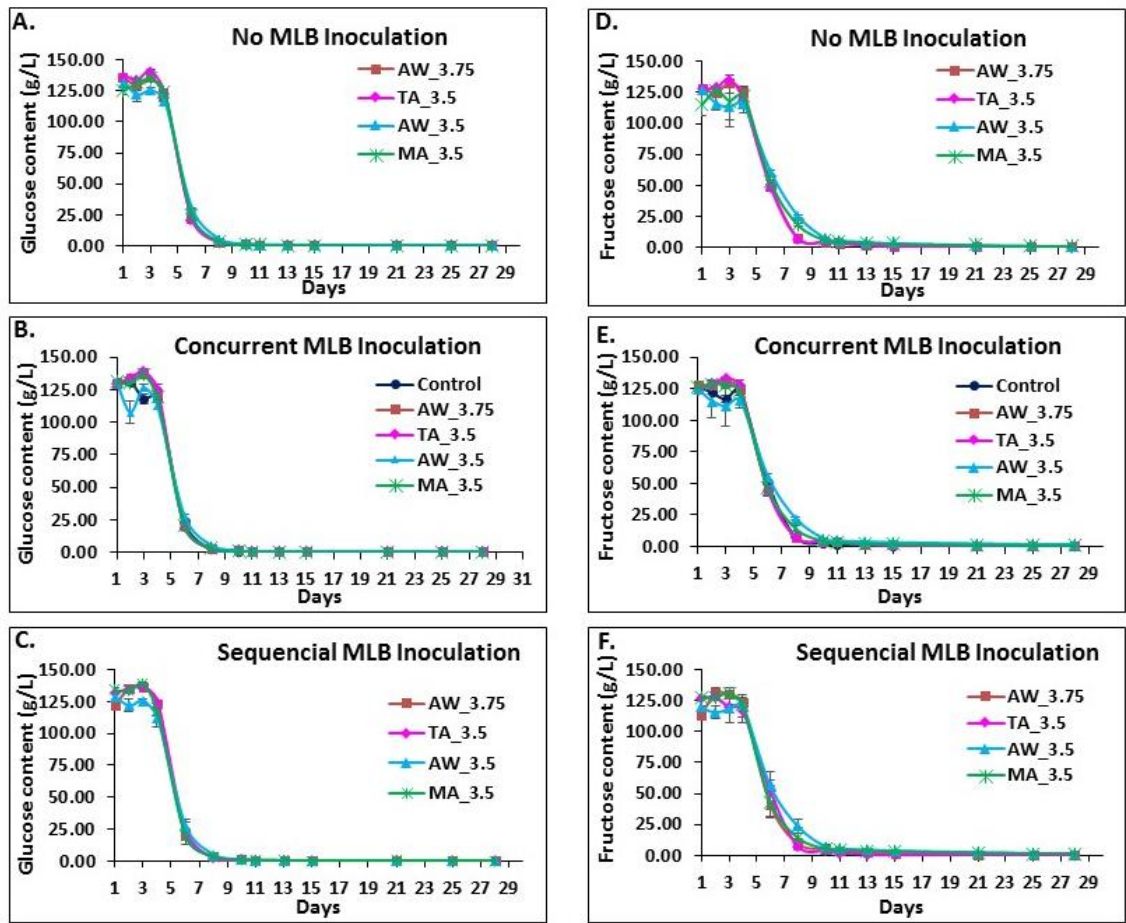 A.
No MLB Inoculation
Glucose content (g/L)
150.00
125.00
100.00
75.00
50.00
25.00
0.00
AW_3.75
TA_3.5
AW_3.5
MA_3.5
1 3 5 7 9 11 13 15 17 19 21 23 25 27 29
Days
D.
No MLB Inoculation
Fructose content (g/L)
150.00
125.00
100.00
75.00
50.00
25.00
0.00
AW_3.75
TA_3.5
AW_3.5
MA_3.5
1 3 5 7 9 11 13 15 17 19 21 23 25 27 29
Days
B.
Concurrent MLB Inoculation
Glucose content (g/L)
150.00
125.00
100.00
75.00
50.00
25.00
0.00
Control
AW_3.75
TA_3.5
AW_3.5
MA_3.5
1 3 5 7 9 11 13 15 17 19 21 23 25 27 29 31
Days
E.
Concurrent MLB Inoculation
Fructose content (g/L)
150.00
125.00
100.00
75.00
50.00
25.00
0.00
Control
AW_3.75
TA_3.5
AW_3.5
MA_3.5
1 3 5 7 9 11 13 15 17 19 21 23 25 27 29
Days
C.
Sequencial MLB Inoculation
Glucose content (g/L)
150.00
125.00
100.00
75.00
50.00
25.00
0.00
AW_3.75
TA_3.5
AW_3.5
MA_3.5
1 3 5 7 9 11 13 15 17 19 21 23 25 27 29
Days
F.
Sequencial MLB Inoculation
Fructose content (g/L)
150.00
125.00
100.00
75.00
50.00
25.00
0.00
AW_3.75
TA_3.5
AW_3.5
MA_3.5
1 3 5 7 9 11 13 15 17 19 21 23 25 27 29
Days